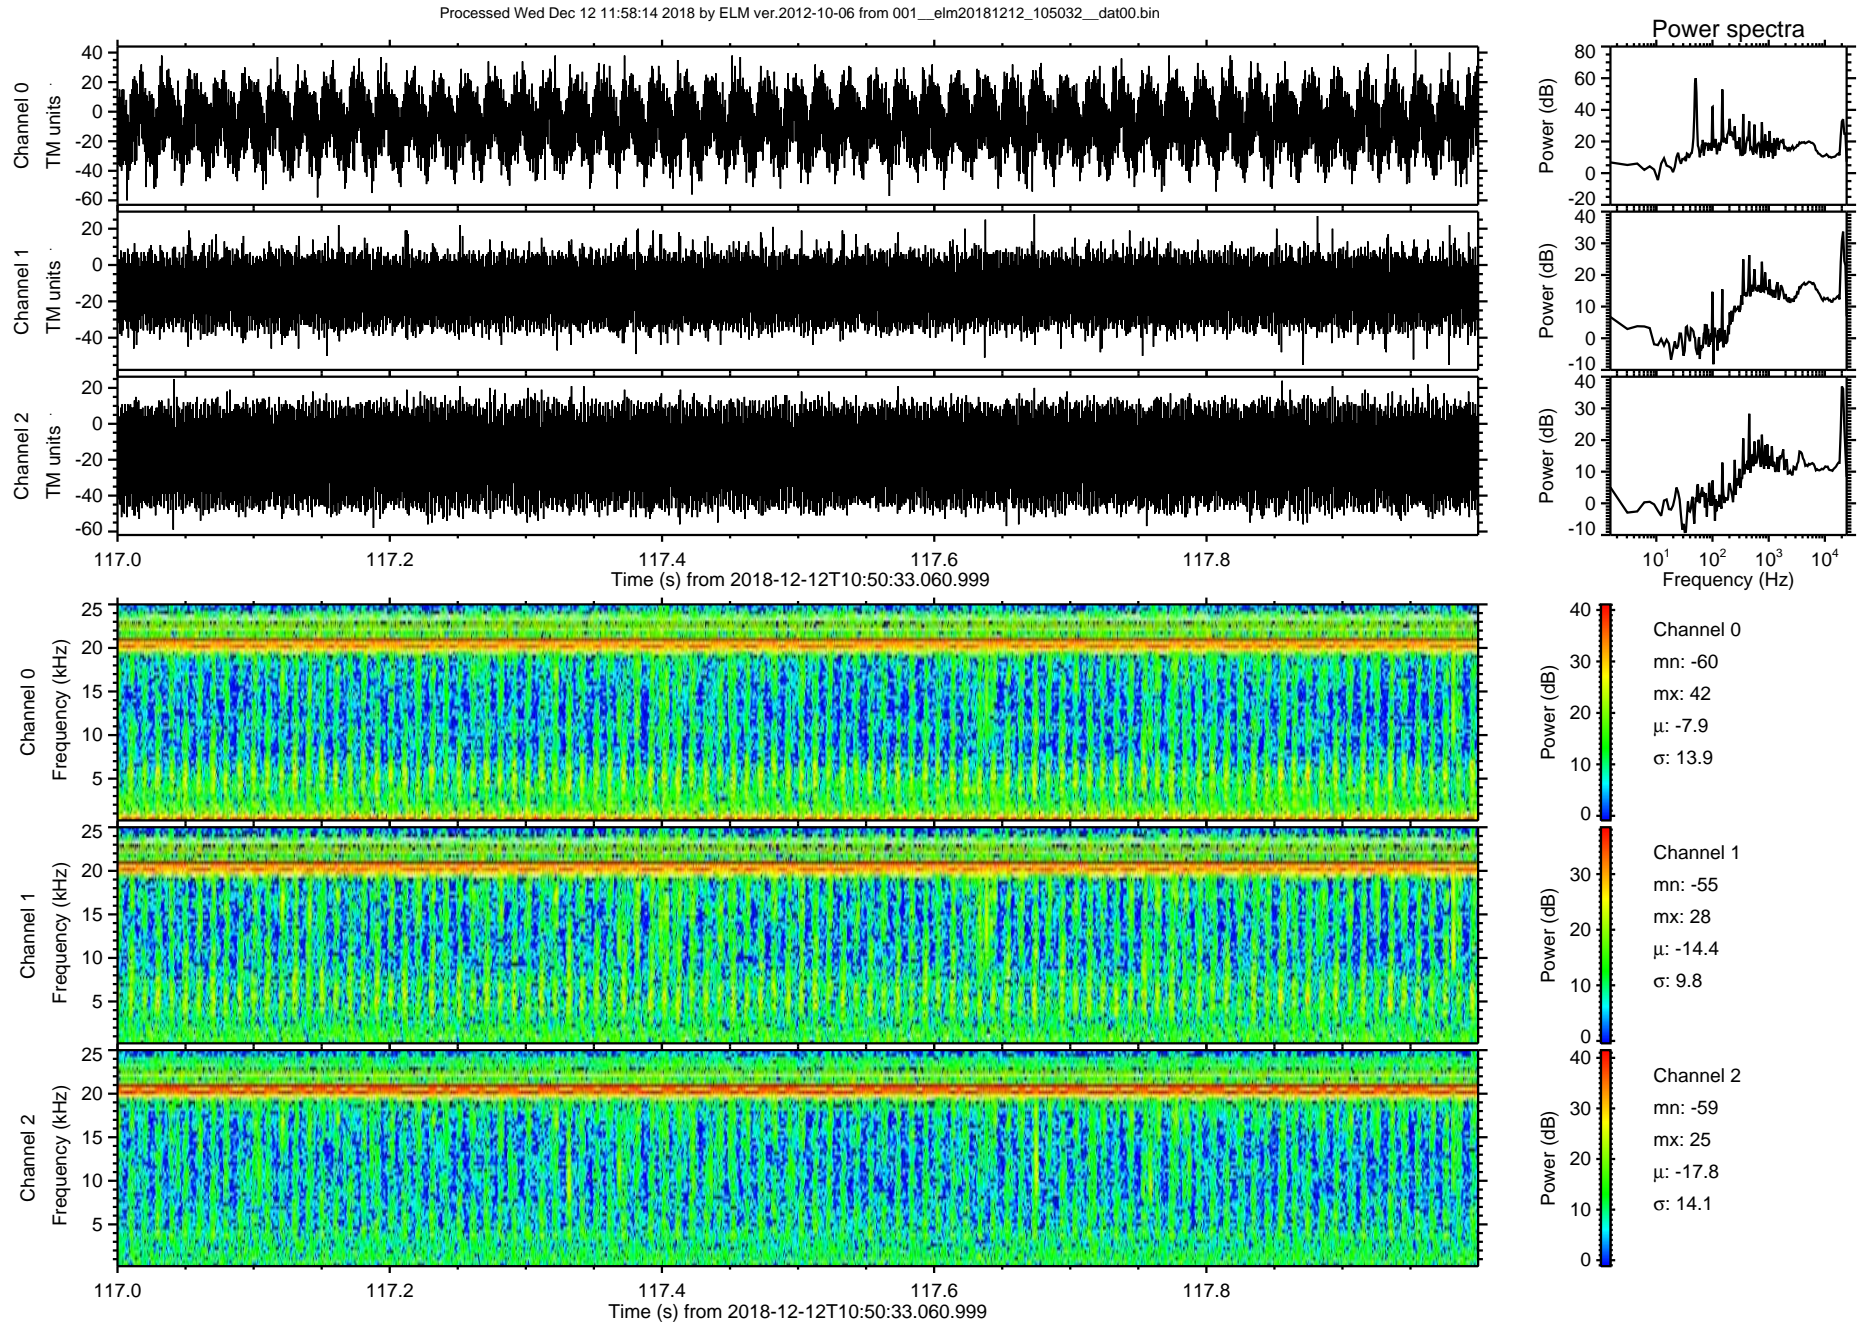 Processed Wed Dec 12 11:58:14 2018 by ELM ver.2012-10-06 from 001__elm20181212_105032__dat00.bin
Power spectra
Channel 0
TM units
40
20
0
-20
-40
-60
Power (dB)
80
60
40
20
0
-20
Channel 1
TM units
20
0
-20
-40
Power (dB)
40
30
20
10
0
-10
Channel 2
TM units
20
0
-20
-40
-60
Power (dB)
40
30
20
10
0
-10
117.0 117.2 117.4 117.6 117.8
Time (s) from 2018-12-12T10:50:33.060.999
10¹ 10² 10³ 10⁴
Frequency (Hz)
Channel 0
Frequency (kHz)
25
20
15
10
5
Power (dB)
40
30
20
10
0
Channel 0
mn: -60
mx: 42
µ: -7.9
σ: 13.9
Channel 1
Frequency (kHz)
25
20
15
10
5
Power (dB)
30
20
10
0
Channel 1
mn: -55
mx: 28
µ: -14.4
σ: 9.8
Channel 2
Frequency (kHz)
25
20
15
10
5
Power (dB)
40
30
20
10
0
Channel 2
mn: -59
mx: 25
µ: -17.8
σ: 14.1
117.0 117.2 117.4 117.6 117.8
Time (s) from 2018-12-12T10:50:33.060.999